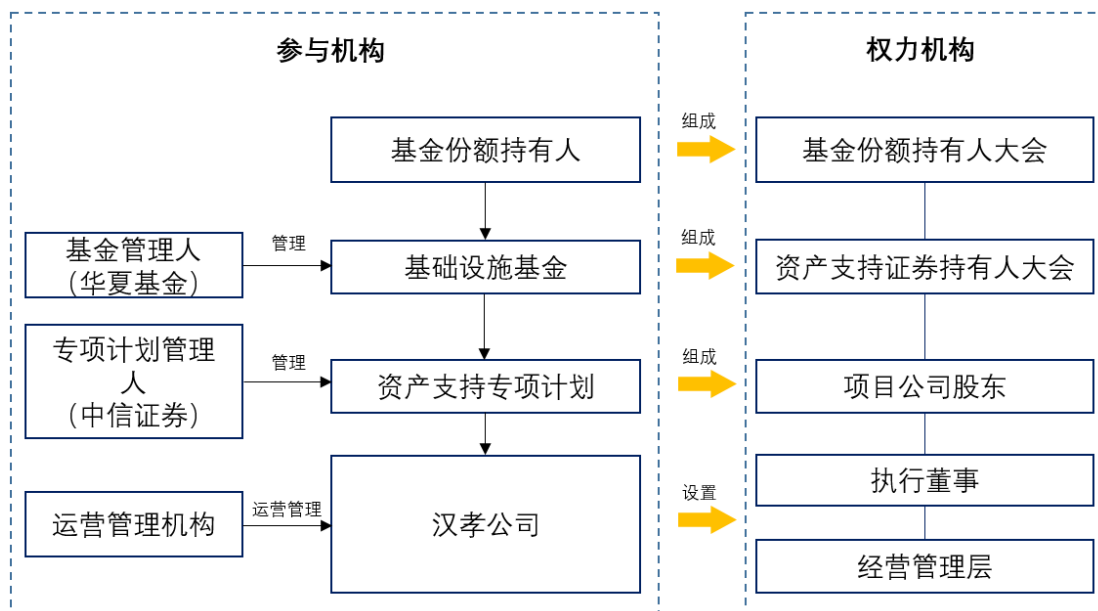 参与机构
权力机构
基金份额持有人
组成
基金份额持有人大会
基金管理人
（华夏基金）
管理
基础设施基金
组成
资产支持证券持有人大会
专项计划管理
人
（中信证券）
管理
资产支持专项计划
组成
项目公司股东
运营管理机构
运营管理
汉孝公司
设置
执行董事
经营管理层